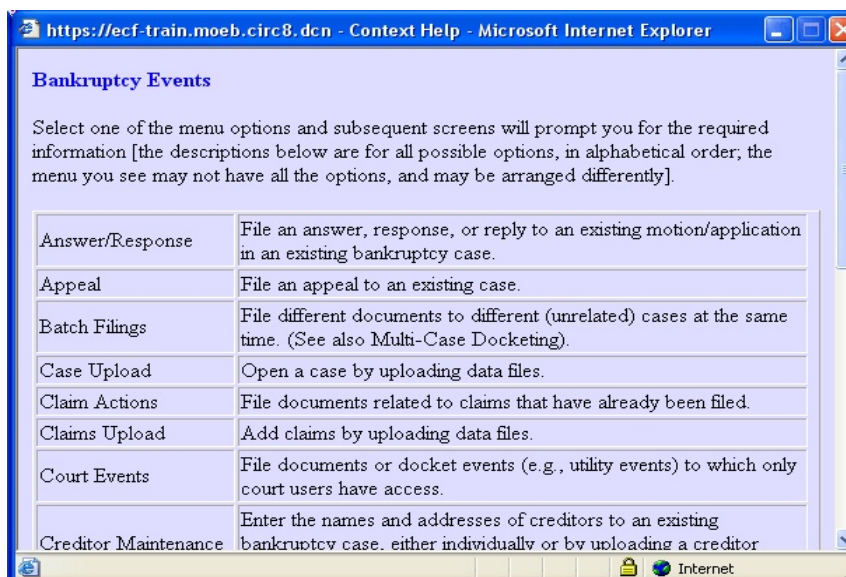 https://ecf-train.moeb.circ8.dcn - Context Help - Microsoft Internet Explorer
Bankruptcy Events
Select one of the menu options and subsequent screens will prompt you for the required
information [the descriptions below are for all possible options, in alphabetical order; the
menu you see may not have all the options, and may be arranged differently].
Answer/Response
File an answer, response, or reply to an existing motion/application
in an existing bankruptcy case.
Appeal
File an appeal to an existing case.
Batch Filings
File different documents to different (unrelated) cases at the same
time. (See also Multi-Case Docketing).
Case Upload
Open a case by uploading data files.
Claim Actions
File documents related to claims that have already been filed.
Claims Upload
Add claims by uploading data files.
Court Events
File documents or docket events (e.g., utility events) to which only
court users have access.
Creditor Maintenance
Enter the names and addresses of creditors to an existing
bankruptcy case, either individually or by uploading a creditor
Internet